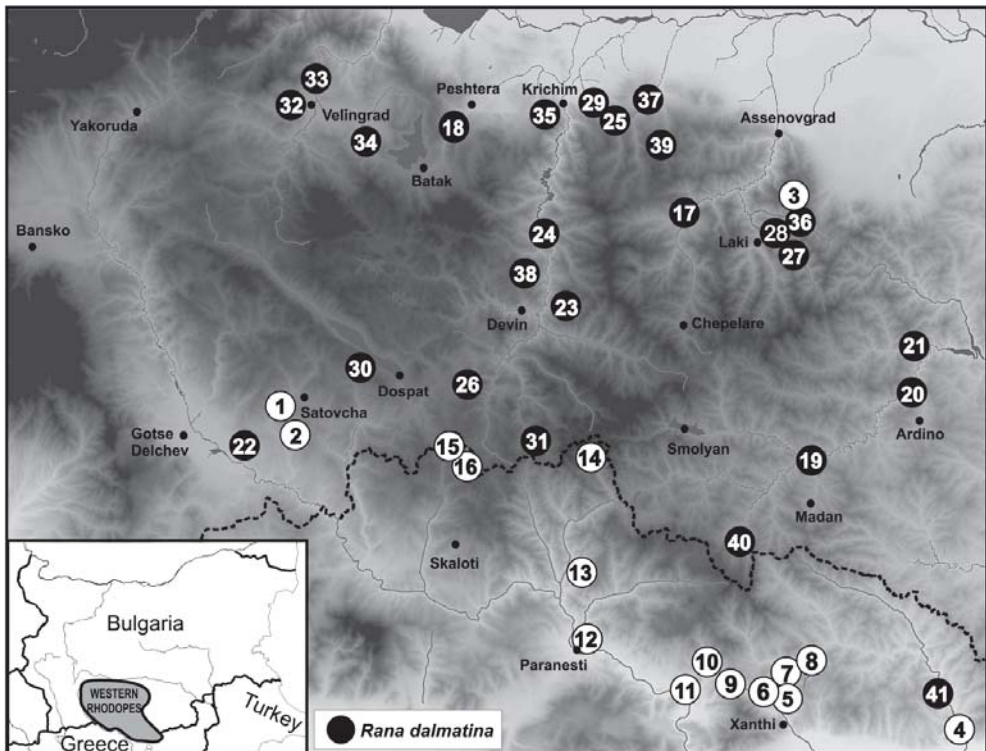 33
37
Peshtera
Krichim
32
29
35
Yakoruda
Velingrad
25
18
Assenovgrad
34
39
Batak
3
17
36
24
28
Bansko
Laki
27
38
23
Devin
Chepelare
21
30
Dospat
26
20
1
Satovcha
Ardino
2
Gotse
Delchev
22
15
31
Smolyan
16
14
19
Madan
40
Skaloti
13
12
Paranesti
10
7
8
9
6
5
11
41
Xanthi
4
Bulgaria
WESTERN
RHODOPES
Turkey
Greece
Rana dalmatina